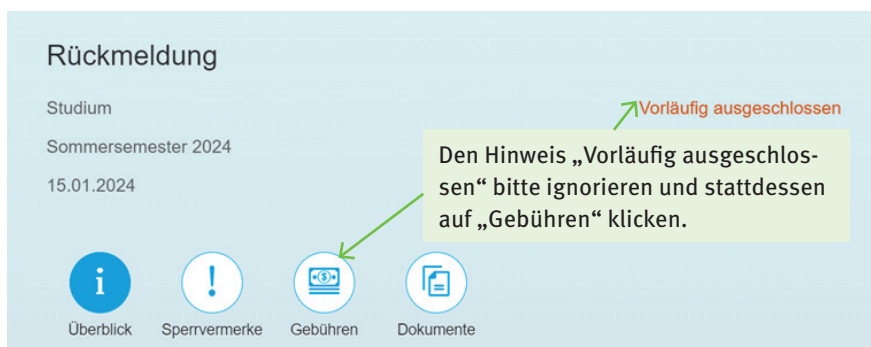 Rückmeldung
Studium
Vorläufig ausgeschlossen
Sommersemester 2024
15.01.2024
Den Hinweis „Vorläufig ausgeschlos-
sen“ bitte ignorieren und stattdessen
auf „Gebühren“ klicken.
Überblick
Sperrvermerke
Gebühren
Dokumente